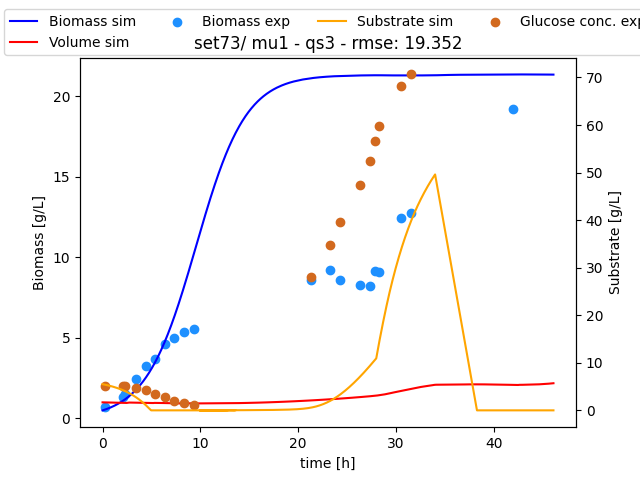 Biomass sim
Biomass exp
Substrate sim
Glucose conc. exp
Volume sim
set73/ mu1 - qs3 - rmse: 19.352
Biomass [g/L]
20
15
10
5
0
70
60
50
40
30
20
10
0
Substrate [g/L]
0 10 20 30 40
time [h]